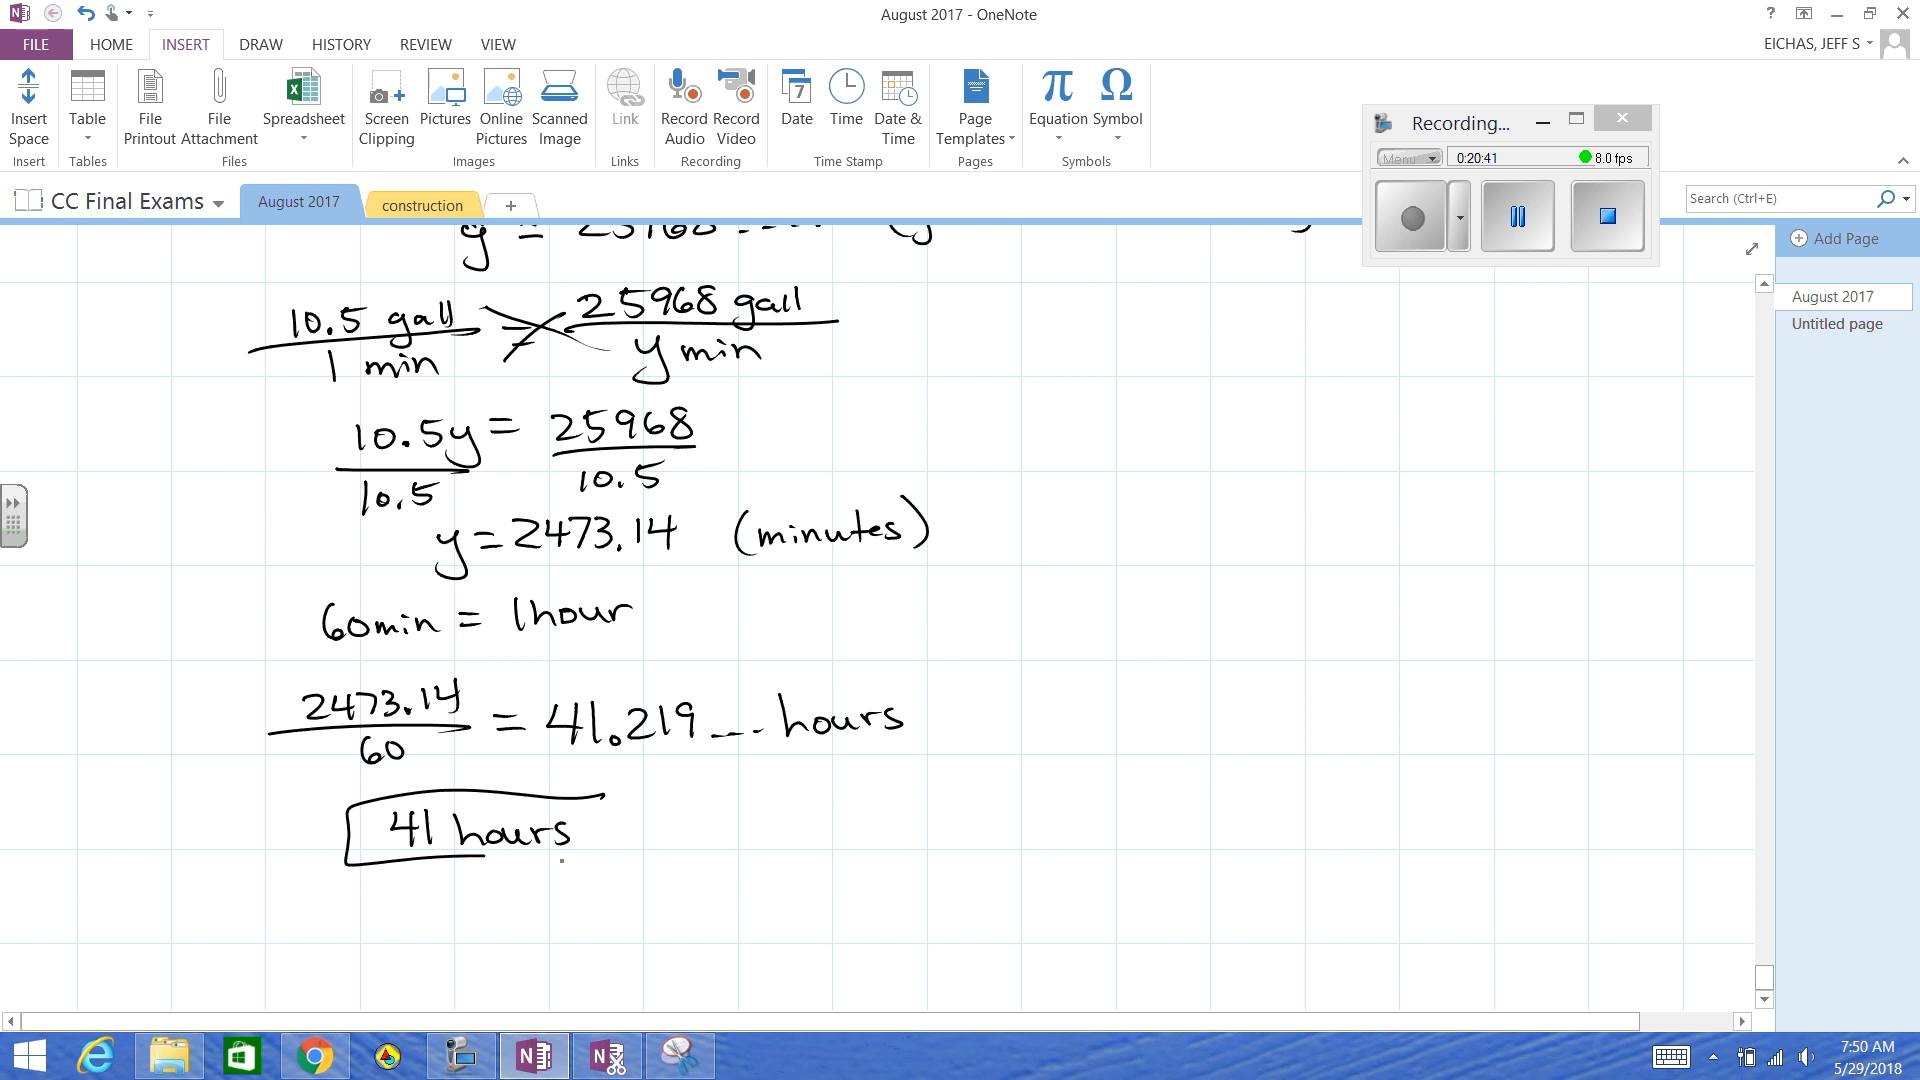 August 2017 - OneNote
?
FILE HOME INSERT DRAW HISTORY REVIEW VIEW
EICHAS, JEFF S
Insert Space
Table
File Printout
File Attachment
Spreadsheet
Screen Clipping
Pictures
Online Pictures
Scanned Image
Link
Record Audio
Record Video
Date
Time
Date & Time
Page Templates
Equation
Symbol
Insert Tables Files Images Links Recording Time Stamp Pages Symbols
Recording...
Menu 0:20:41 8.0 fps
CC Final Exams August 2017 construction +
Search (Ctrl+E)
Add Page
August 2017
Untitled page
10.5 gall = 25968 gall
1 min y min
10.5y = 25968
10.5 10.5
y = 2473.14 (minutes)
60min = 1 hour
2473.14 = 41.219 ... hours
60
41 hours
7:50 AM
5/29/2018